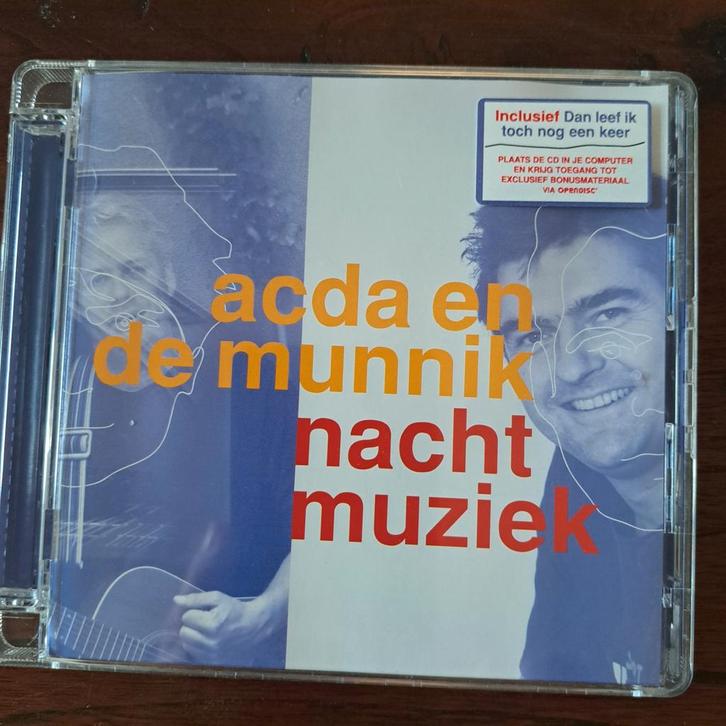 Inclusief Dan leef ik
toch nog een keer
PLAATS DE CD IN JE COMPUTER
EN KRIJG TOEGANG TOT
EXCLUSIEF BONUSMATERIAAL
VIA OPENDISC
acda en
de munnik
nacht
muziek